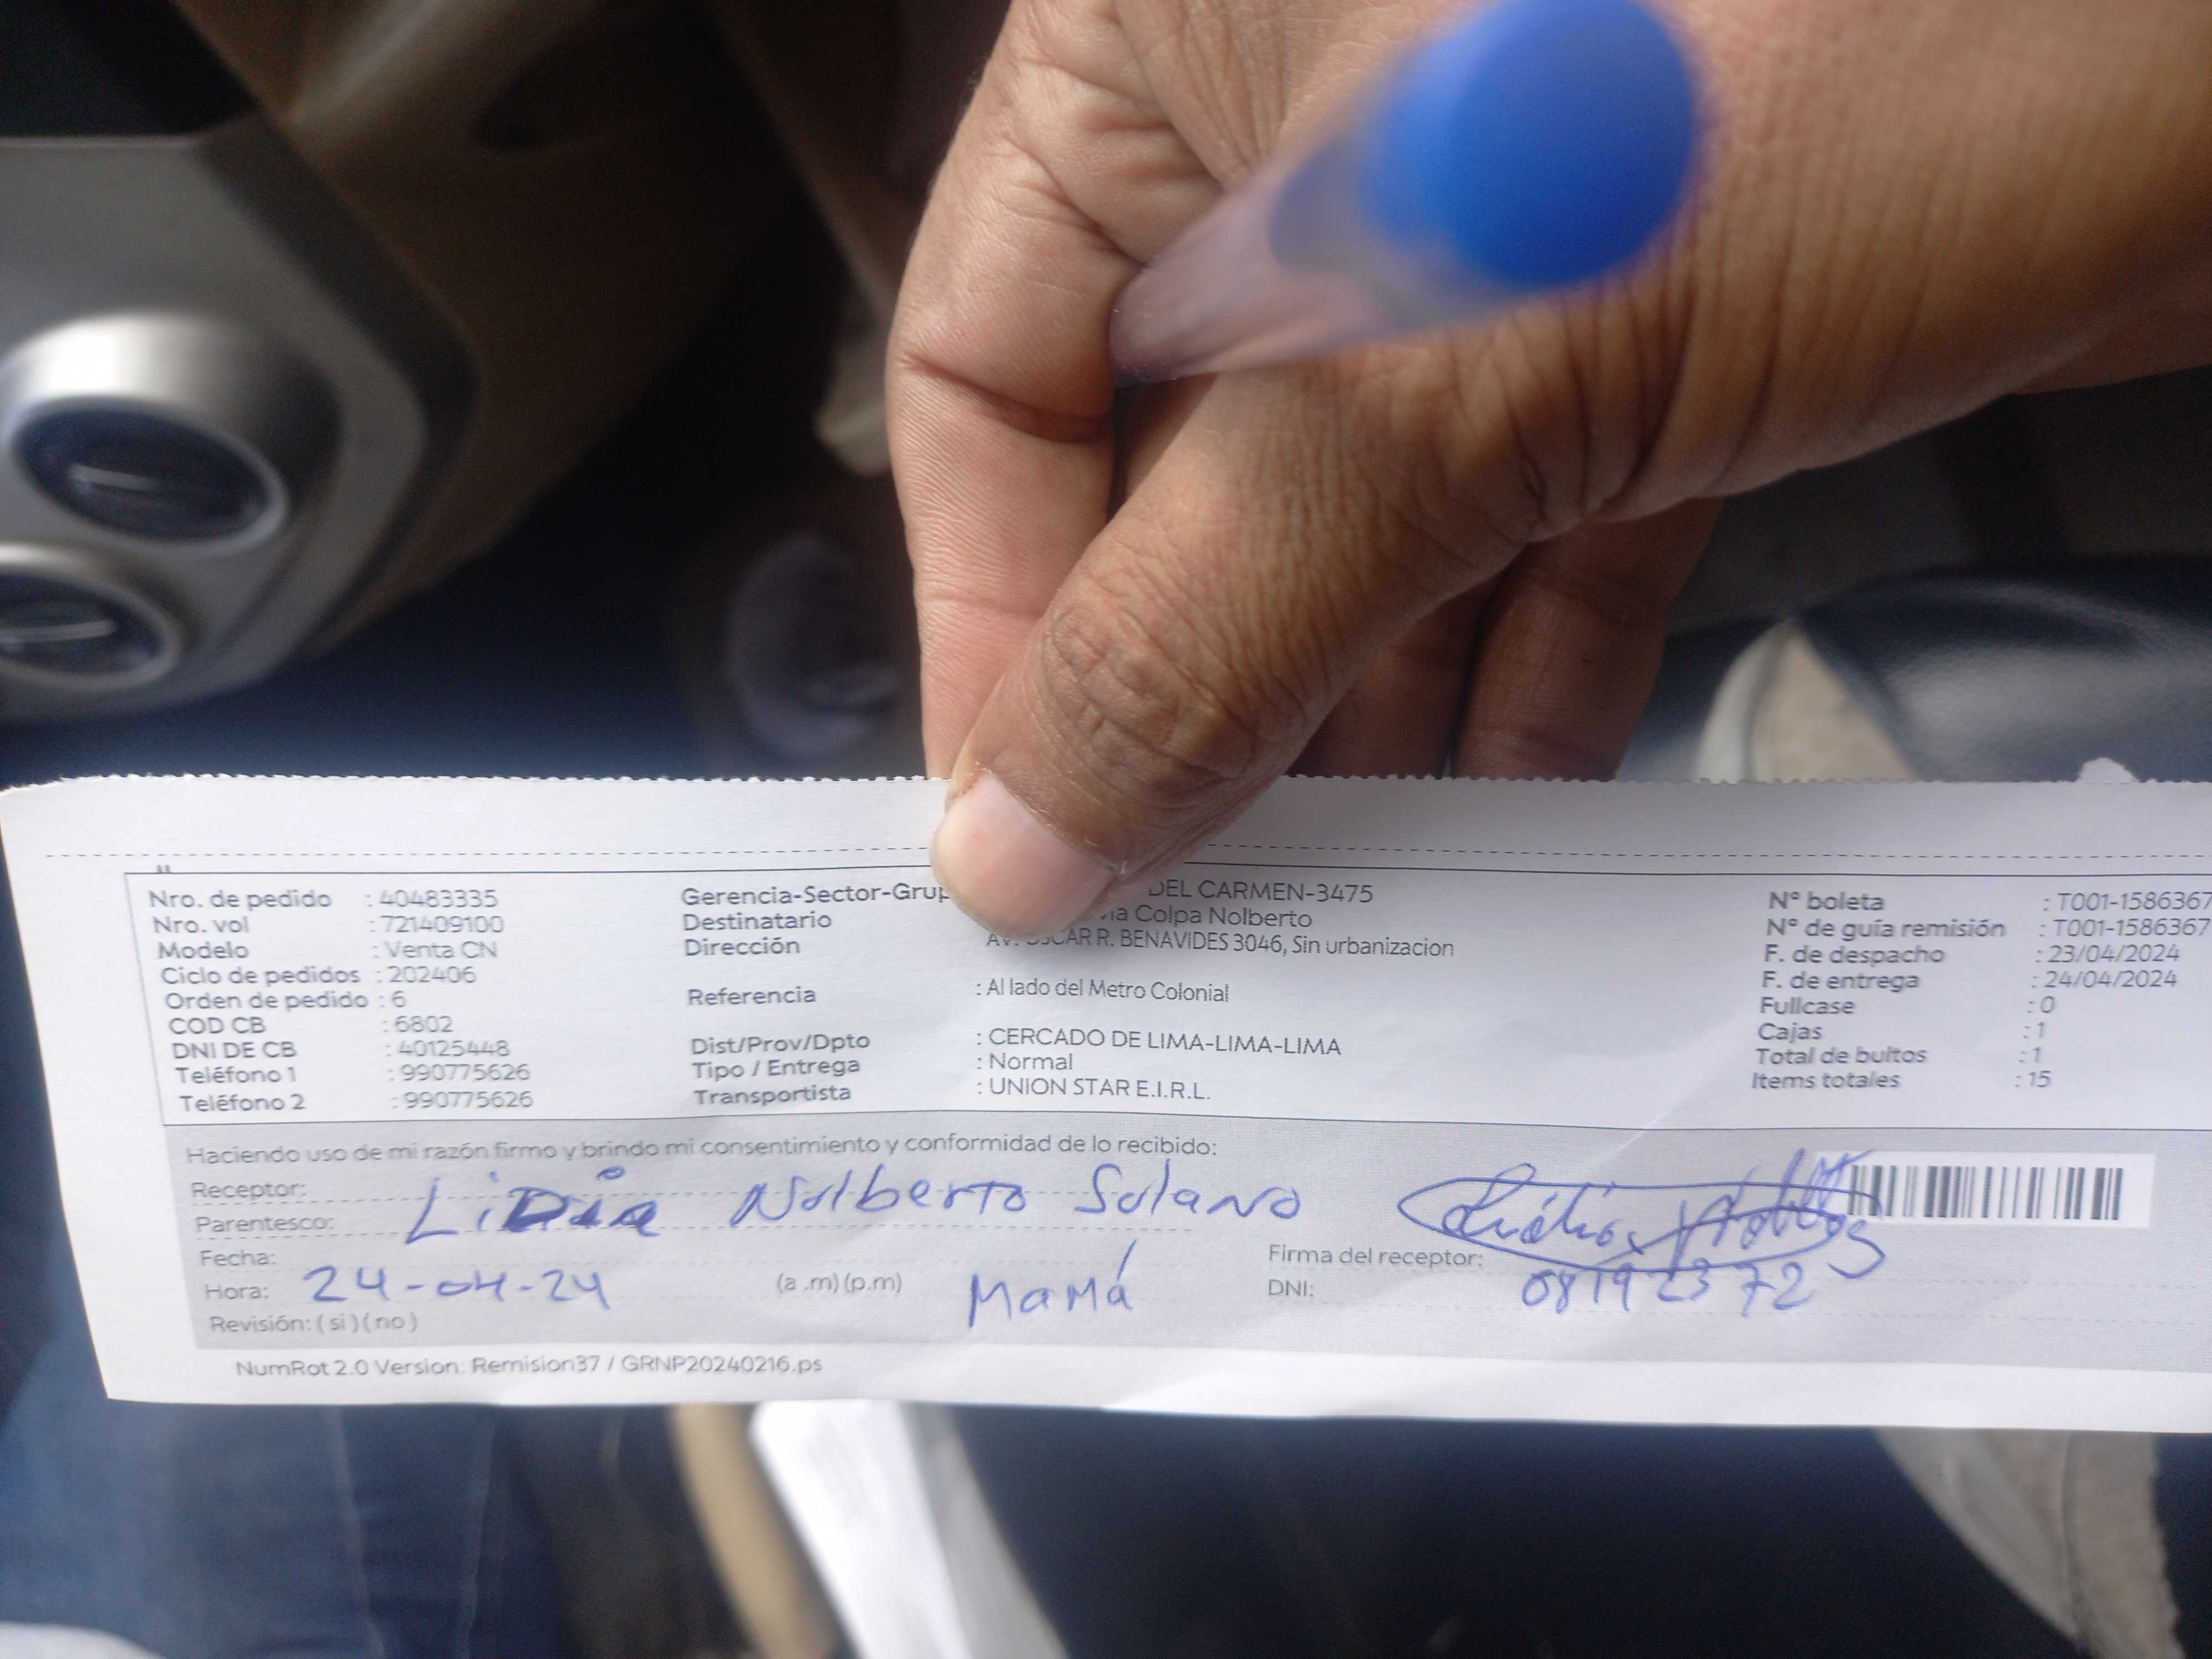 Nro. de pedido : 40483335
Nro. vol : 721409100
Modelo : Venta CN
Ciclo de pedidos : 202406
Orden de pedido : 6
COD CB : 6802
DNI DE CB : 40125448
Teléfono 1 : 990775626
Teléfono 2 : 990775626
Gerencia-Sector-Grup DEL CARMEN-3475
Destinatario Colpa Nolberto
Dirección R. BENAVIDES 3046, Sin urbanizacion
Referencia : Al lado del Metro Colonial
Dist/Prov/Dpto : CERCADO DE LIMA-LIMA-LIMA
Tipo / Entrega : Normal
Transportista : UNION STAR E.I.R.L.
N° boleta : T001-1586367
N° de guía remisión : T001-1586367
F. de despacho : 23/04/2024
F. de entrega : 24/04/2024
Fullcase : 0
Cajas : 1
Total de bultos : 1
Items totales : 15
Haciendo uso de mi razón firmo y brindo mi consentimiento y conformidad de lo recibido:
Receptor: LiDia Nolberto Solano
Parentesco:
Fecha:
Hora: 24-04-24 (a .m) (p.m) MaMá
Revisión: ( si ) ( no )
Firma del receptor:
DNI: 08192372
NumRot 2.0 Version: Remision37 / GRNP20240216.ps